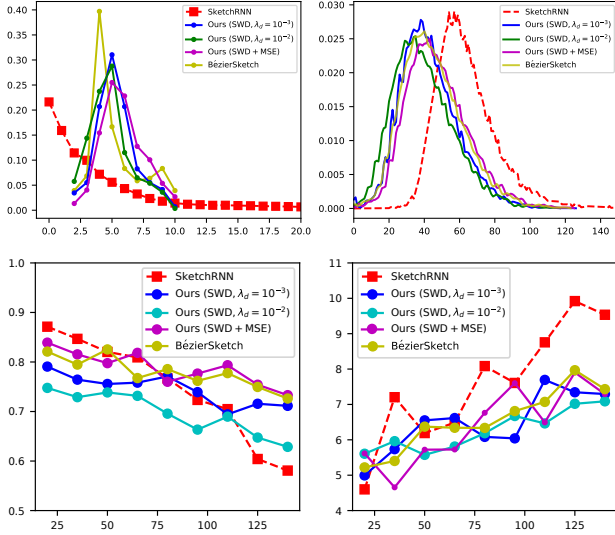 0.40
0.35
0.30
0.25
0.20
0.15
0.10
0.05
0.00
0.0 2.5 5.0 7.5 10.0 12.5 15.0 17.5 20.0
SketchRNN
Ours (SWD, λd = 10⁻³)
Ours (SWD, λd = 10⁻²)
Ours (SWD + MSE)
BézierSketch
0.030
0.025
0.020
0.015
0.010
0.005
0.000
0 20 40 60 80 100 120 140
SketchRNN
Ours (SWD, λd = 10⁻³)
Ours (SWD, λd = 10⁻²)
Ours (SWD + MSE)
BézierSketch
1.0
0.9
0.8
0.7
0.6
0.5
25 50 75 100 125
SketchRNN
Ours (SWD, λd = 10⁻³)
Ours (SWD, λd = 10⁻²)
Ours (SWD + MSE)
BézierSketch
11
10
9
8
7
6
5
4
25 50 75 100 125
SketchRNN
Ours (SWD, λd = 10⁻³)
Ours (SWD, λd = 10⁻²)
Ours (SWD + MSE)
BézierSketch